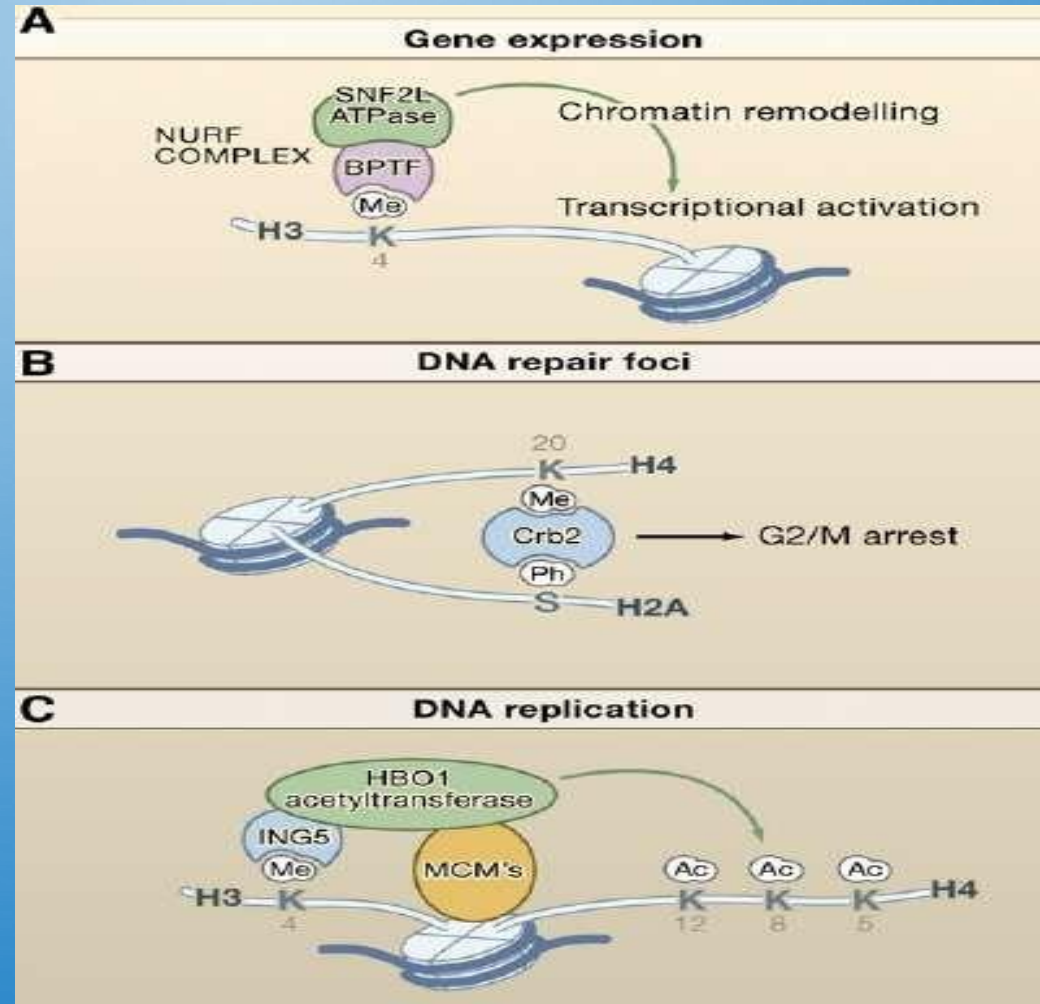 A
Gene expression
SNF2L
ATPase
Chromatin remodelling
NURF
COMPLEX
BPTF
Me
Transcriptional activation
H3
K
4
B
DNA repair foci
20
K
H4
Me
Crb2
G2/M arrest
Ph
S
H2A
C
DNA replication
HBO1
acetyltransferase
ING5
Me
MCM's
Ac Ac Ac
H3
K
K K K
H4
4
12 8 5